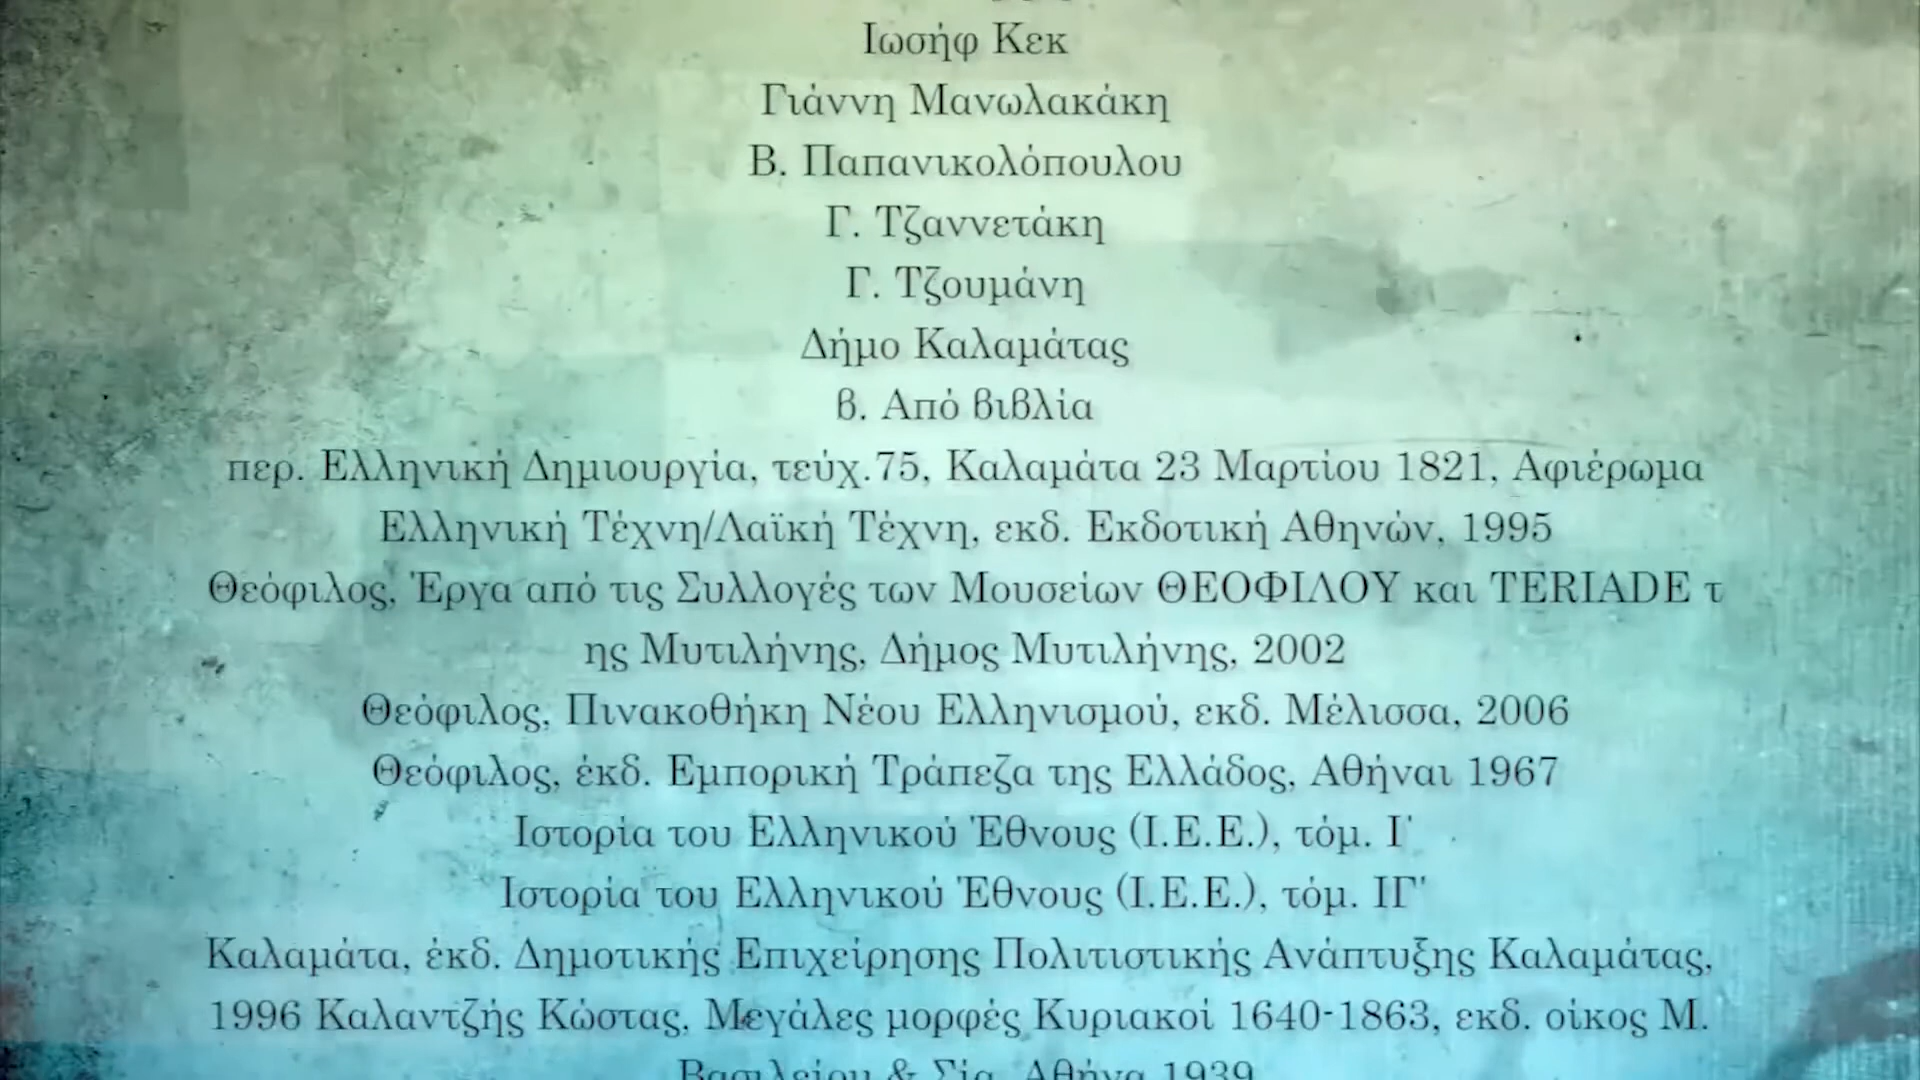 Ιωσήφ Κεκ
Γιάννη Μανωλακάκη
Β. Παπανικολόπουλου
Γ. Τζαννετάκη
Γ. Τζουμάνη
Δήμο Καλαμάτας
β. Από βιβλία
περ. Ελληνική Δημιουργία, τεύχ.75, Καλαμάτα 23 Μαρτίου 1821, Αφιέρωμα
Ελληνική Τέχνη/Λαϊκή Τέχνη, εκδ. Εκδοτική Αθηνών, 1995
Θεόφιλος, Έργα από τις Συλλογές των Μουσείων ΘΕΟΦΙΛΟΥ και TERIADE τ
ης Μυτιλήνης, Δήμος Μυτιλήνης, 2002
Θεόφιλος, Πινακοθήκη Νέου Ελληνισμού, εκδ. Μέλισσα, 2006
Θεόφιλος, έκδ. Εμπορική Τράπεζα της Ελλάδος, Αθήναι 1967
Ιστορία του Ελληνικού Έθνους (Ι.Ε.Ε.), τόμ. Ι'
Ιστορία του Ελληνικού Έθνους (Ι.Ε.Ε.), τόμ. ΙΓ'
Καλαμάτα, έκδ. Δημοτικής Επιχείρησης Πολιτιστικής Ανάπτυξης Καλαμάτας,
1996 Καλαντζής Κώστας, Μεγάλες μορφές Κυριακοί 1640-1863, εκδ. οίκος Μ.
Βασιλείου & Σία, Αθήνα 1939